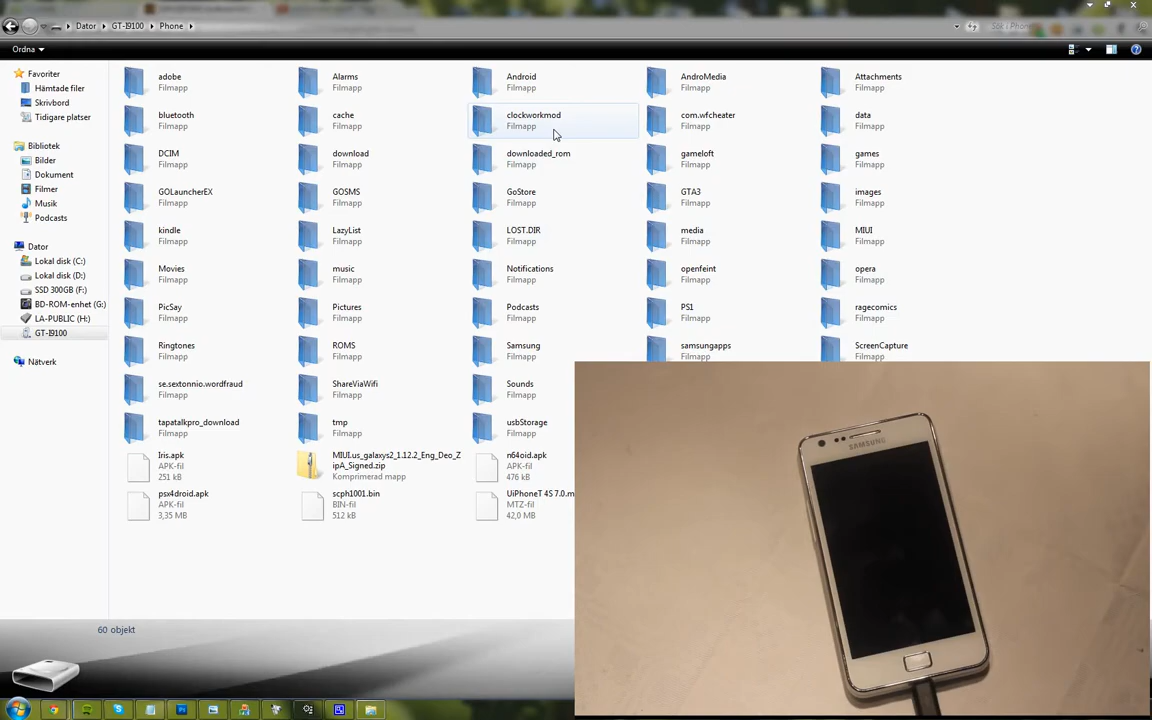 Dator
GT-I9100
Phone
Ordna
Favoriter
Hämtade filer
Skrivbord
Tidigare platser
Bibliotek
Bilder
Dokument
Filmer
Musik
Podcasts
Dator
Lokal disk (C:)
Lokal disk (D:)
SSD 300GB (F:)
BD-ROM-enhet (G:)
LA-PUBLIC (H:)
GT-I9100
Nätverk
adobe
Filmapp
Alarms
Filmapp
Android
Filmapp
AndroMedia
Filmapp
Attachments
Filmapp
bluetooth
Filmapp
cache
Filmapp
clockworkmod
Filmapp
com.wfcheater
Filmapp
data
Filmapp
DCIM
Filmapp
download
Filmapp
downloaded_rom
Filmapp
gameloft
Filmapp
games
Filmapp
GOLauncherEX
Filmapp
GOSMS
Filmapp
GoStore
Filmapp
GTA3
Filmapp
images
Filmapp
kindle
Filmapp
LazyList
Filmapp
LOST.DIR
Filmapp
media
Filmapp
MIUI
Filmapp
Movies
Filmapp
music
Filmapp
Notifications
Filmapp
openfeint
Filmapp
opera
Filmapp
PicSay
Filmapp
Pictures
Filmapp
Podcasts
Filmapp
PS1
Filmapp
ragecomics
Filmapp
Ringtones
Filmapp
ROMS
Filmapp
Samsung
Filmapp
samsungapps
Filmapp
ScreenCapture
Filmapp
se.sextonnio.wordfraud
Filmapp
ShareViaWifi
Filmapp
Sounds
Filmapp
tapatalkpro_download
Filmapp
tmp
Filmapp
usbStorage
Filmapp
Iris.apk
APK-fil
251 kB
MIUI.us_galaxys2_1.12.2_Eng_Deo_Z
ipA_Signed.zip
Komprimerad mapp
n64oid.apk
APK-fil
476 kB
psx4droid.apk
APK-fil
3,35 MB
scph1001.bin
BIN-fil
512 kB
UiPhoneT 4S 7.0.m
MTZ-fil
42,0 MB
60 objekt
SAMSUNG